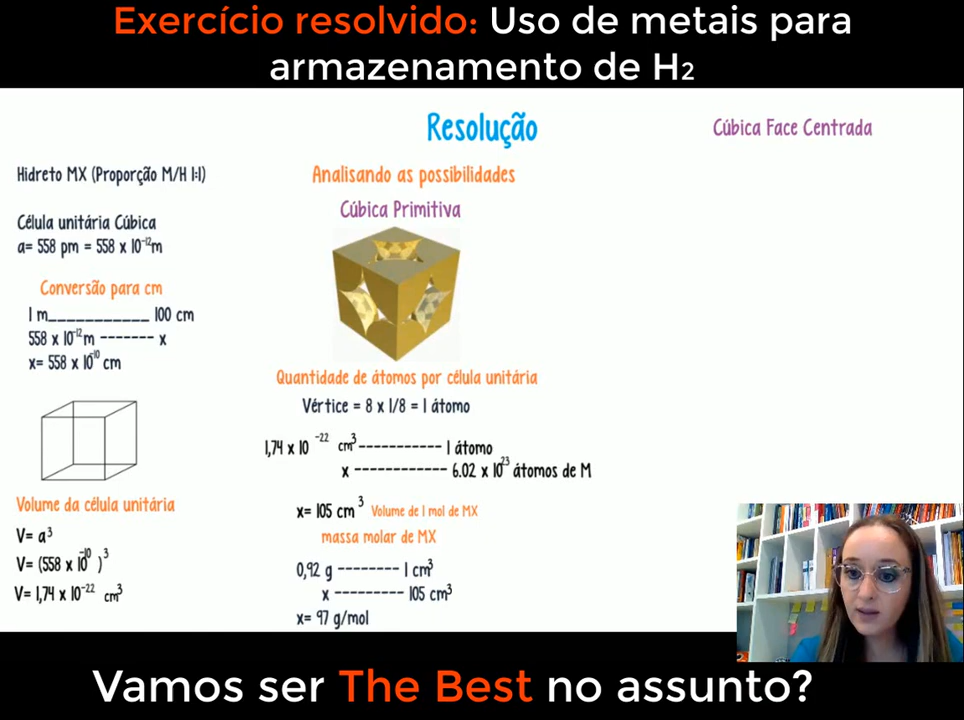 Exercício resolvido: Uso de metais para
armazenamento de H₂
Resolução
Cúbica Face Centrada
Hidreto MX (Proporção M/H 1:1)
Célula unitária Cúbica
a= 558 pm = 558 x 10⁻¹²m
Conversão para cm
1 m___________ 100 cm
558 x 10⁻¹²m ------- x
x= 558 x 10⁻¹⁰ cm
Volume da célula unitária
V= a³
V= (558 x 10⁻¹⁰ )³
V= 1,74 x 10⁻²² cm³
Analisando as possibilidades
Cúbica Primitiva
Quantidade de átomos por célula unitária
Vértice = 8 x 1/8 = 1 átomo
1,74 x 10⁻²² cm³----------- 1 átomo
x ------------ 6.02 x 10²³ átomos de M
x= 105 cm³ Volume de 1 mol de MX
massa molar de MX
0,92 g -------- 1 cm³
x --------- 105 cm³
x= 97 g/mol
Vamos ser The Best no assunto?